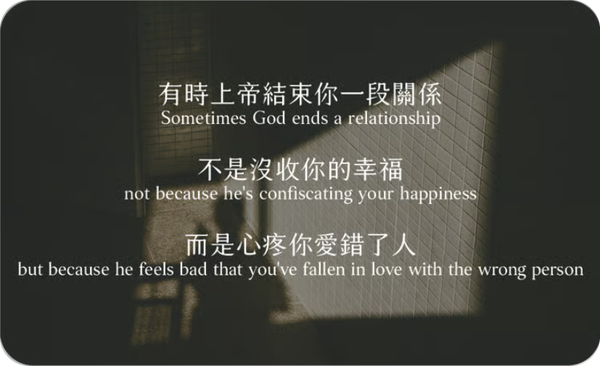 有時上帝結束你一段關係
Sometimes God ends a relationship
不是沒收你的幸福
not because he's confiscating your happiness
而是心疼你愛錯了人
but because he feels bad that you've fallen in love with the wrong person